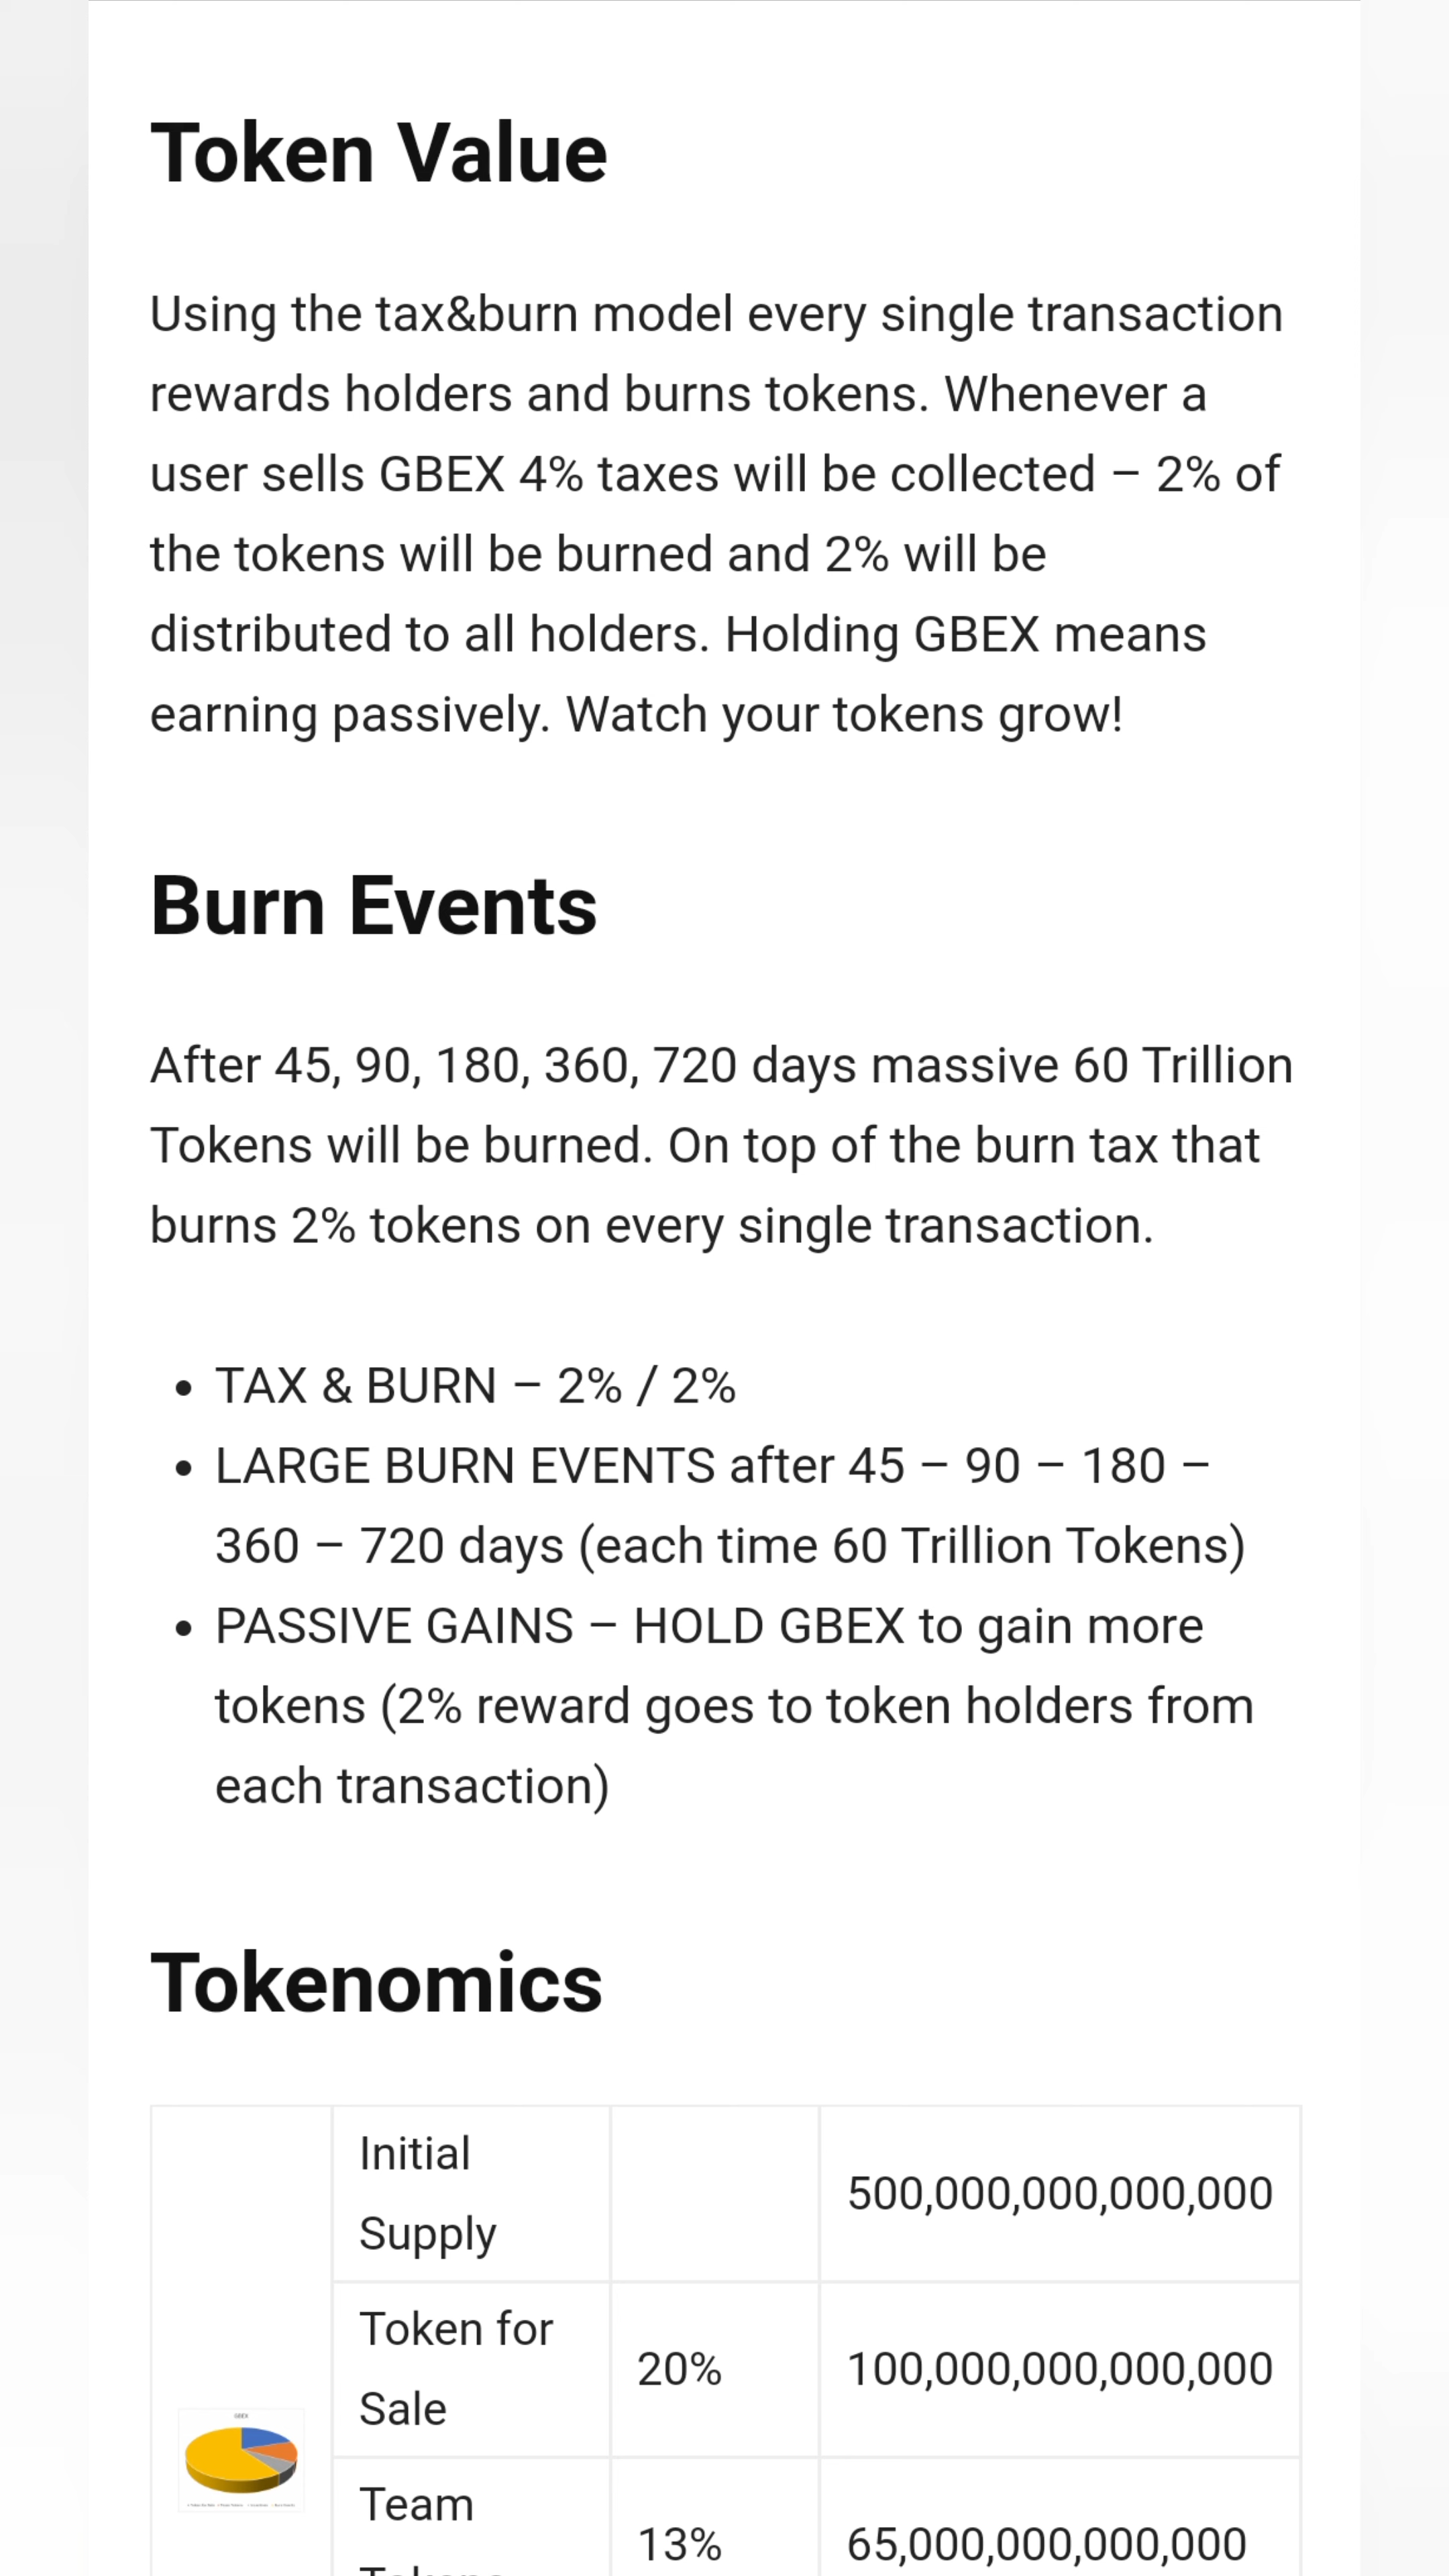 Token Value
Using the tax&burn model every single transaction
rewards holders and burns tokens. Whenever a
user sells GBEX 4% taxes will be collected – 2% of
the tokens will be burned and 2% will be
distributed to all holders. Holding GBEX means
earning passively. Watch your tokens grow!
Burn Events
After 45, 90, 180, 360, 720 days massive 60 Trillion
Tokens will be burned. On top of the burn tax that
burns 2% tokens on every single transaction.
• TAX & BURN – 2% / 2%
• LARGE BURN EVENTS after 45 – 90 – 180 –
360 – 720 days (each time 60 Trillion Tokens)
• PASSIVE GAINS – HOLD GBEX to gain more
tokens (2% reward goes to token holders from
each transaction)
Tokenomics
Initial
Supply
500,000,000,000,000
Token for
Sale
20%
100,000,000,000,000
GBEX
Team
13%
65,000,000,000,000